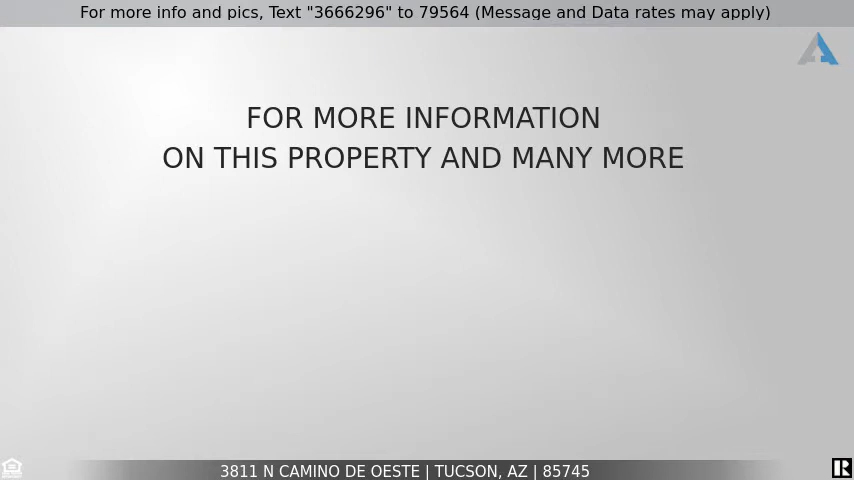 For more info and pics, Text "3666296" to 79564 (Message and Data rates may apply)
FOR MORE INFORMATION
ON THIS PROPERTY AND MANY MORE
3811 N CAMINO DE OESTE | TUCSON, AZ | 85745